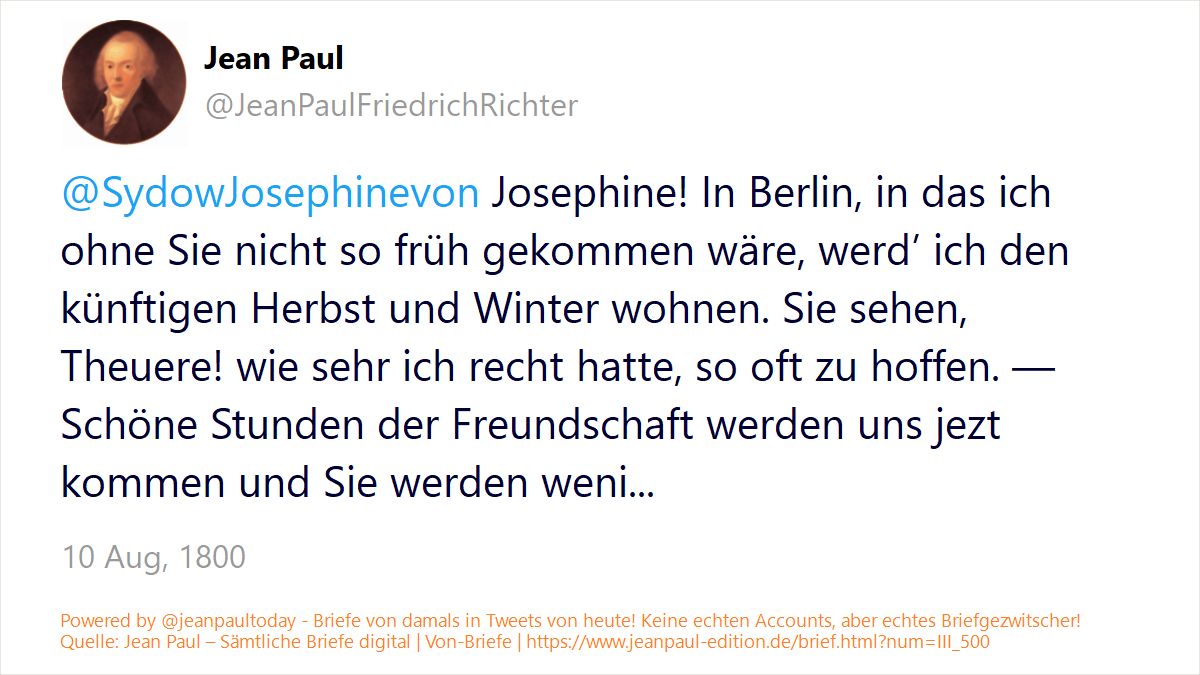 Jean Paul
@JeanPaulFriedrichRichter
@SydowJosephinevon Josephine! In Berlin, in das ich
ohne Sie nicht so früh gekommen wäre, werd’ ich den
künftigen Herbst und Winter wohnen. Sie sehen,
Theuere! wie sehr ich recht hatte, so oft zu hoffen. —
Schöne Stunden der Freundschaft werden uns jezt
kommen und Sie werden weni...
10 Aug, 1800
Powered by @jeanpaultoday - Briefe von damals in Tweets von heute! Keine echten Accounts, aber echtes Briefgezwitscher!
Quelle: Jean Paul – Sämtliche Briefe digital | Von-Briefe | https://www.jeanpaul-edition.de/brief.html?num=III_500